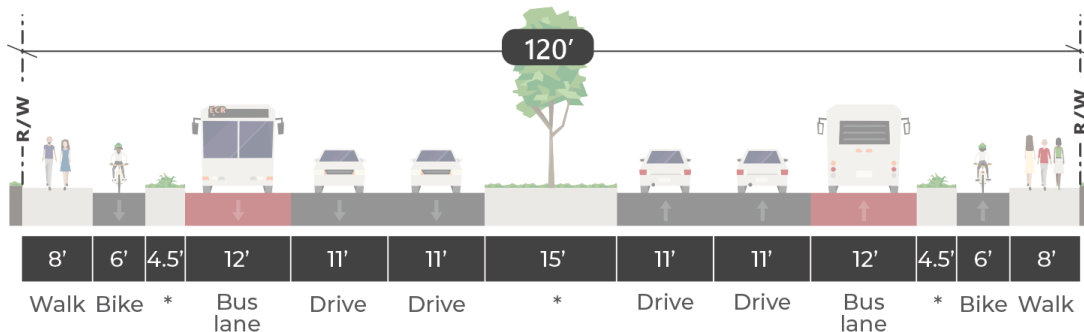 120’
R/W
R/W
ECR
8’ 6’ 4.5’ 12’ 11’ 11’ 15’ 11’ 11’ 12’ 4.5’ 6’ 8’
Walk Bike * Bus lane Drive Drive * Drive Drive Bus lane * Bike Walk